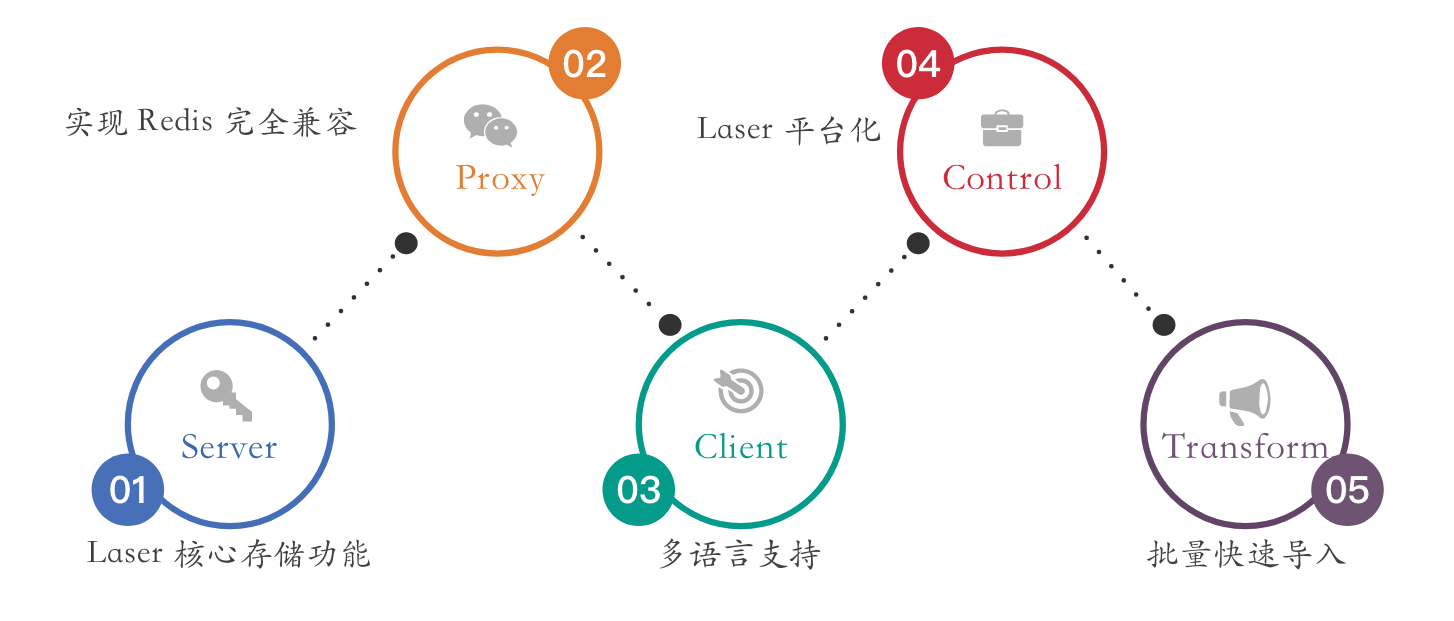 01
Server
Laser 核心存储功能
02
Proxy
实现 Redis 完全兼容
03
Client
多语言支持
04
Control
Laser 平台化
05
Transform
批量快速导入